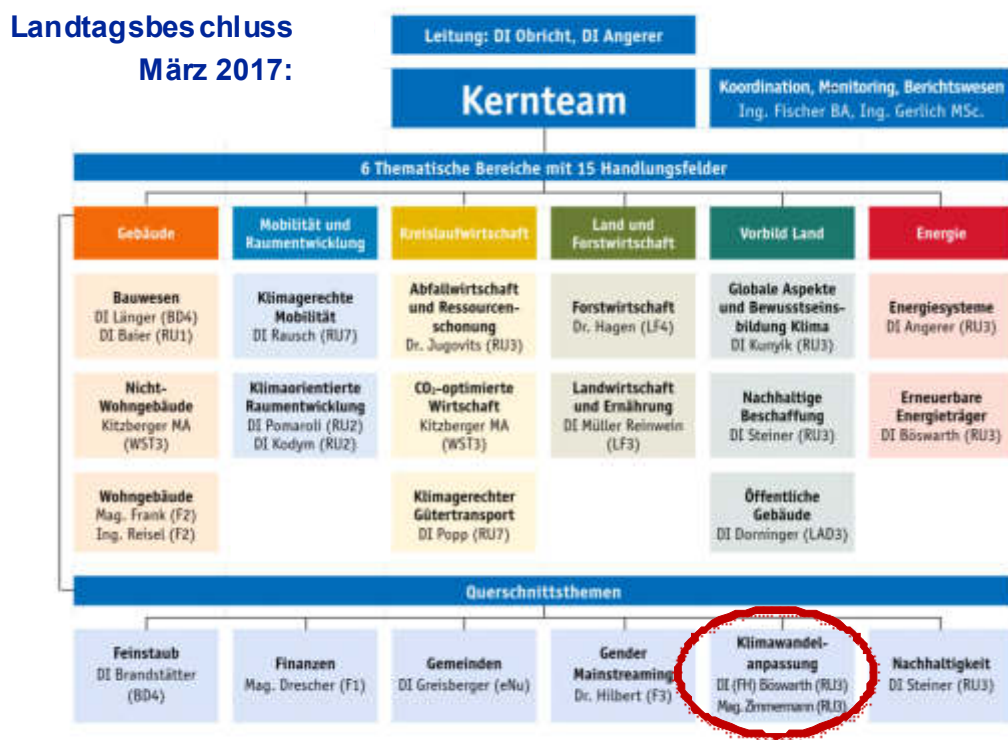 Landtagsbeschluss
März 2017:
Leitung: DI Obricht, DI Angerer
Kernteam
Koordination, Monitoring, Berichtswesen
Ing. Fischer BA, Ing. Gerlich MSc.
6 Thematische Bereiche mit 15 Handlungsfelder
Gebäude
Mobilität und
Raumentwicklung
Kreislaufwirtschaft
Land und
Forstwirtschaft
Vorbild Land
Energie
Bauwesen
DI Länger (BD4)
DI Baier (RU1)
Klimagerechte
Mobilität
DI Rausch (RU7)
Abfallwirtschaft
und Ressourcen-
schonung
Dr. Jugovits (RU3)
Forstwirtschaft
Dr. Hagen (LF4)
Globale Aspekte
und Bewusstseins-
bildung Klima
DI Kunyik (RU3)
Energiesysteme
DI Angerer (RU3)
Nicht-
Wohngebäude
Kitzberger MA
(WST3)
Klimaorientierte
Raumentwicklung
DI Pomaroli (RU2)
DI Kodym (RU2)
CO₂-optimierte
Wirtschaft
Kitzberger MA
(WST3)
Landwirtschaft
und Ernährung
DI Müller Reinwein
(LF3)
Nachhaltige
Beschaffung
DI Steiner (RU3)
Erneuerbare
Energieträger
DI Böswarth (RU3)
Wohngebäude
Mag. Frank (F2)
Ing. Reisel (F2)
Klimagerechter
Gütertransport
DI Popp (RU7)
Öffentliche
Gebäude
DI Dorninger (LAD3)
Querschnittsthemen
Feinstaub
DI Brandstätter
(BD4)
Finanzen
Mag. Drescher (F1)
Gemeinden
DI Greisberger (eNu)
Gender
Mainstreaming
Dr. Hilbert (F3)
Klimawandel-
anpassung
DI (FH) Böswarth (RU3)
Mag. Zimmermann (RU3)
Nachhaltigkeit
DI Steiner (RU3)